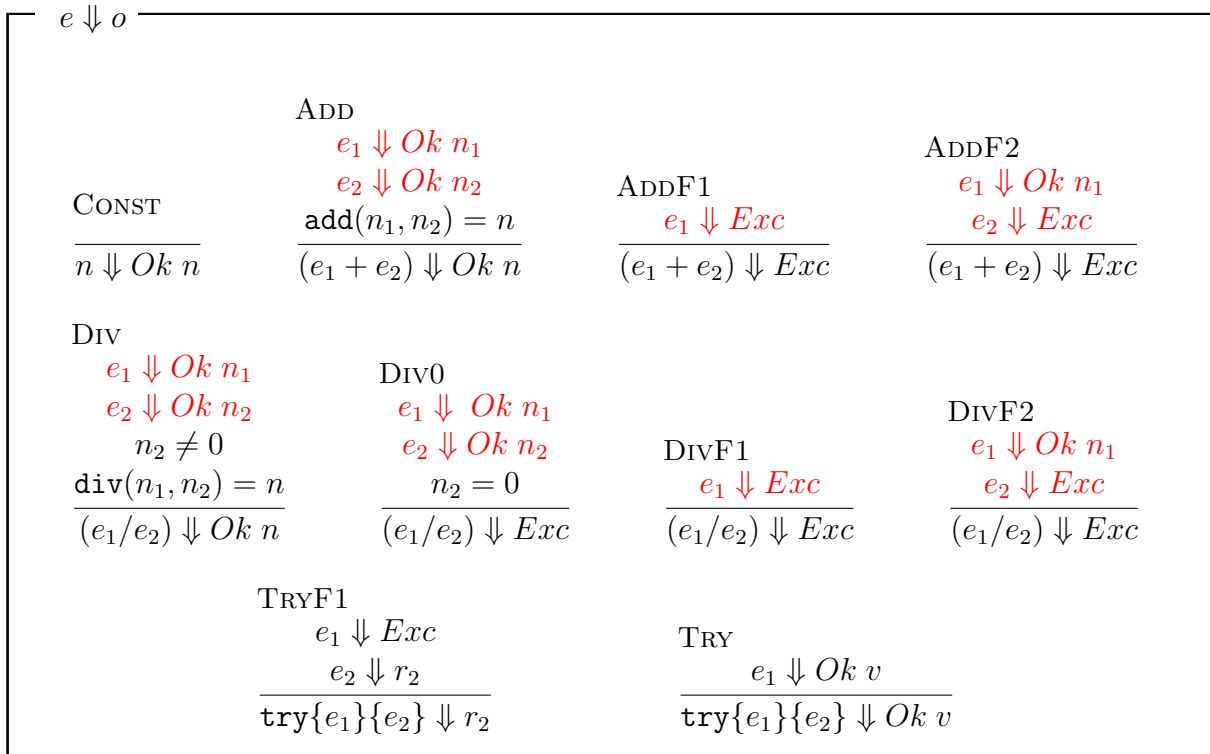 e ⇓ o
CONST
n ⇓ Ok n
ADD
e₁ ⇓ Ok n₁
e₂ ⇓ Ok n₂
add(n₁, n₂) = n
(e₁ + e₂) ⇓ Ok n
ADDF1
e₁ ⇓ Exc
(e₁ + e₂) ⇓ Exc
ADDF2
e₁ ⇓ Ok n₁
e₂ ⇓ Exc
(e₁ + e₂) ⇓ Exc
DIV
e₁ ⇓ Ok n₁
e₂ ⇓ Ok n₂
n₂ ≠ 0
div(n₁, n₂) = n
(e₁/e₂) ⇓ Ok n
DIV0
e₁ ⇓ Ok n₁
e₂ ⇓ Ok n₂
n₂ = 0
(e₁/e₂) ⇓ Exc
DIVF1
e₁ ⇓ Exc
(e₁/e₂) ⇓ Exc
DIVF2
e₁ ⇓ Ok n₁
e₂ ⇓ Exc
(e₁/e₂) ⇓ Exc
TRYF1
e₁ ⇓ Exc
e₂ ⇓ r₂
try{e₁}{e₂} ⇓ r₂
TRY
e₁ ⇓ Ok v
try{e₁}{e₂} ⇓ Ok v